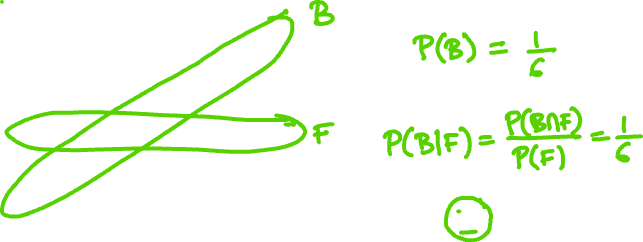 B
P(B) = 1/6
F
P(B|F) = P(B∩F)/P(F) = 1/6